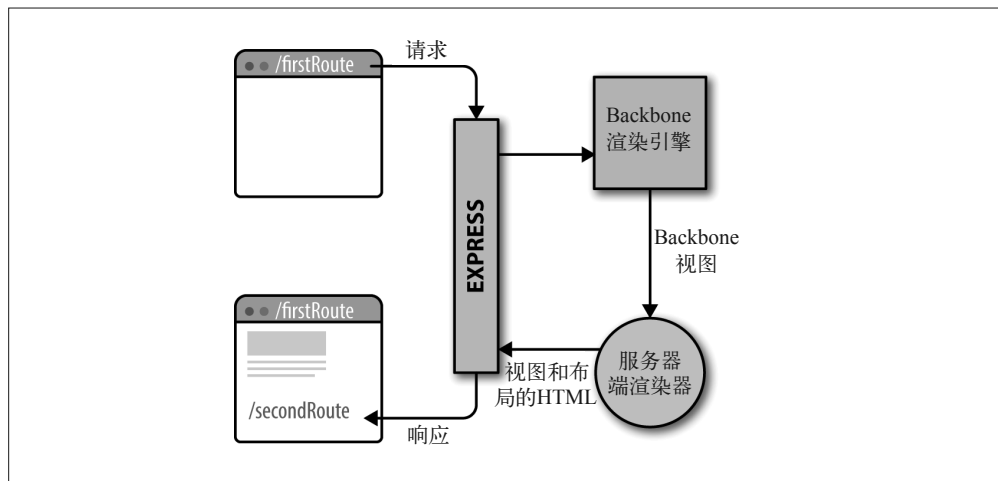 /firstRoute
请求
Backbone
渲染引擎
EXPRESS
Backbone
视图
/firstRoute
/secondRoute
服务器
端渲染器
视图和布
局的HTML
响应